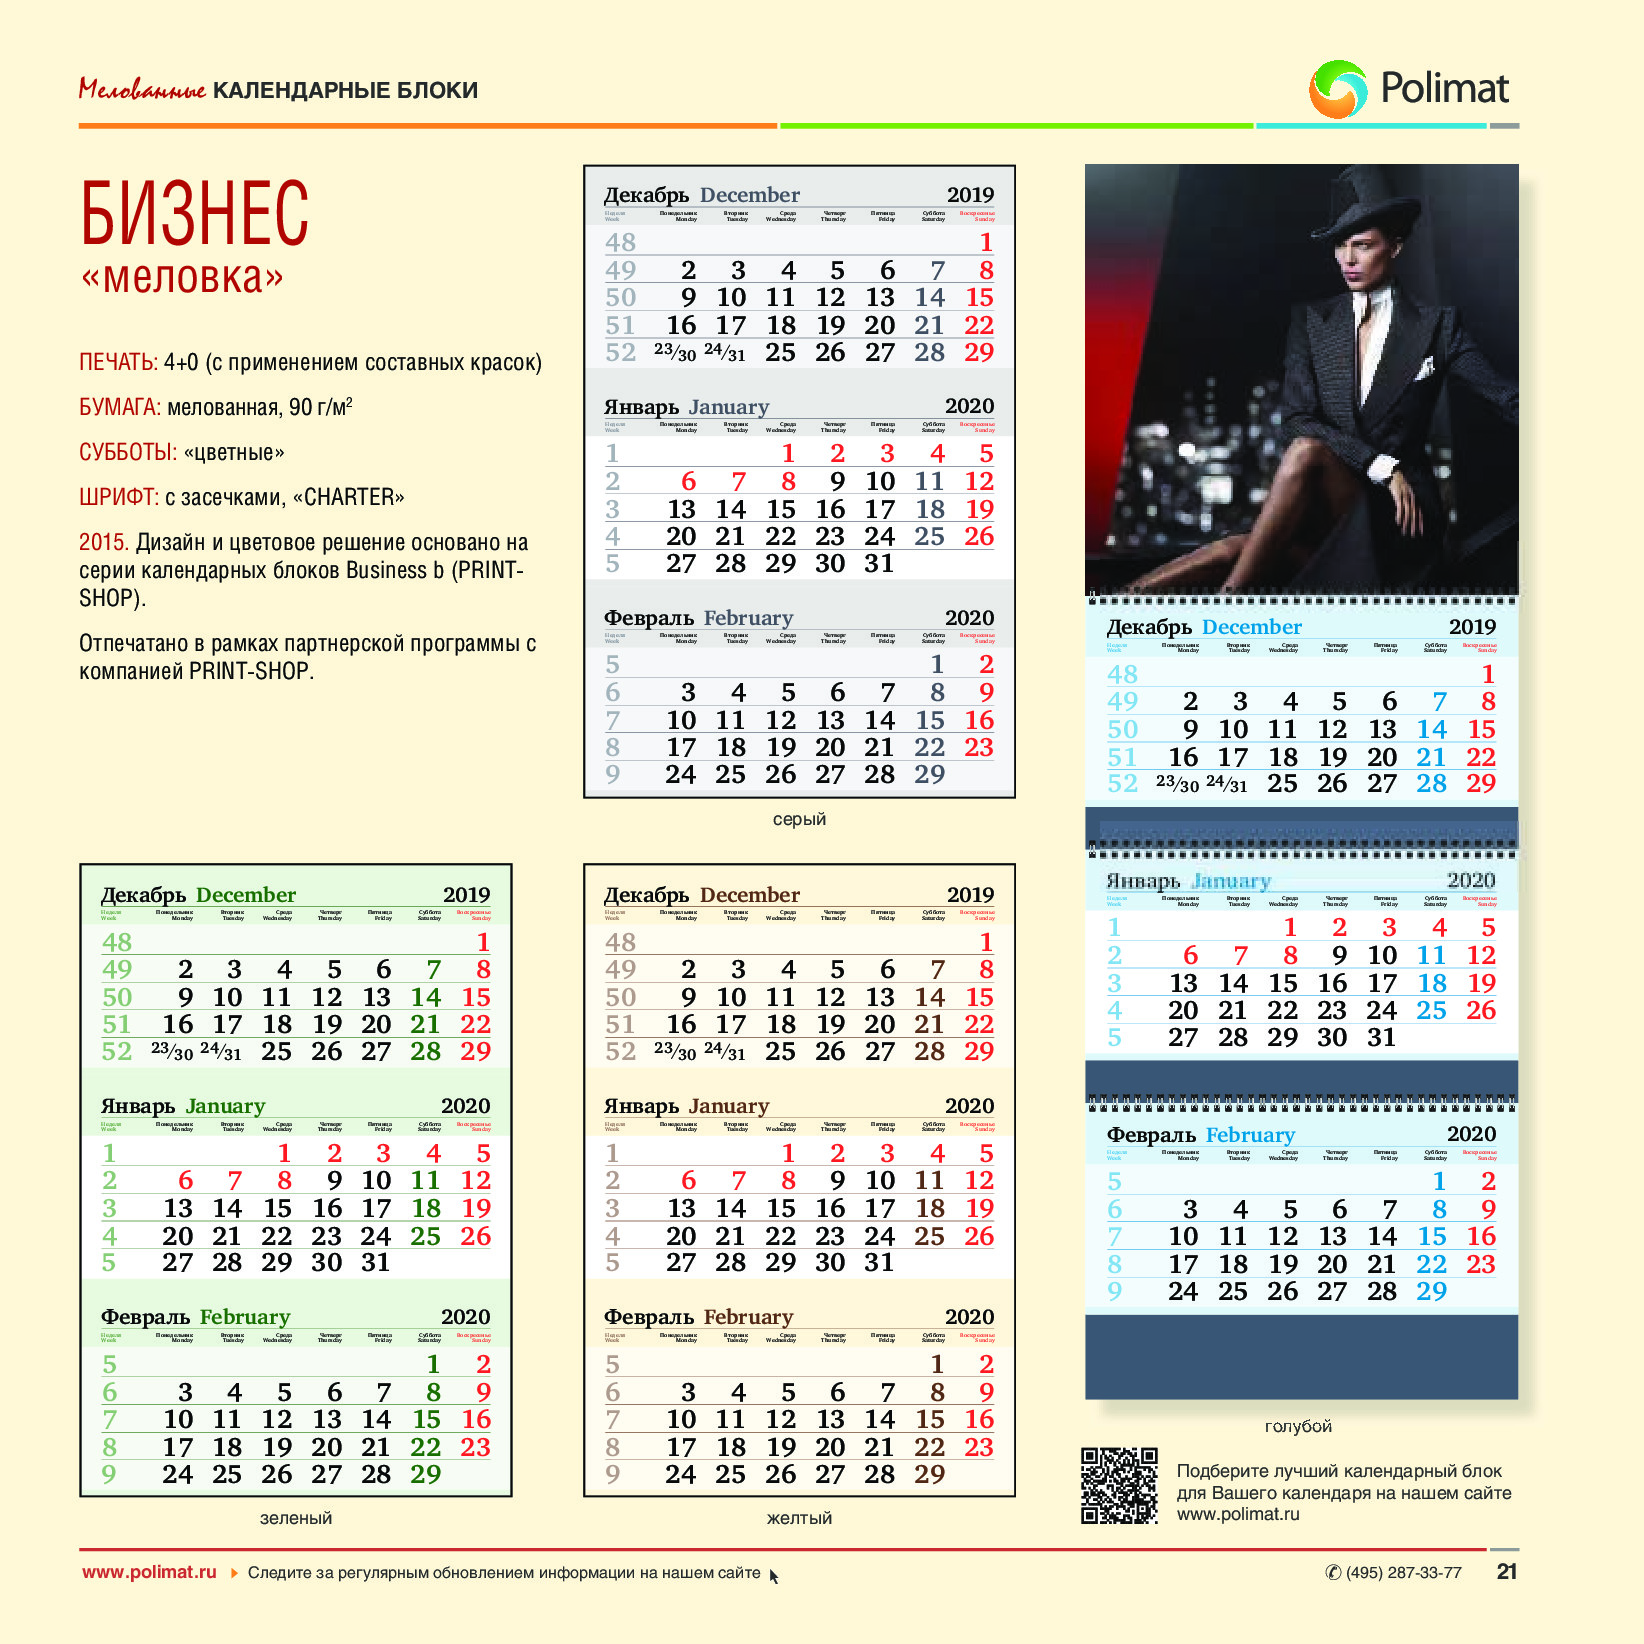 Мелованные КАЛЕНДАРНЫЕ БЛОКИ
Polimat
БИЗНЕС
«меловка»
ПЕЧАТЬ: 4+0 (с применением составных красок)
БУМАГА: мелованная, 90 г/м²
СУББОТЫ: «цветные»
ШРИФТ: с засечками, «CHARTER»
2015. Дизайн и цветовое решение основано на
серии календарных блоков Business b (PRINT-
SHOP).
Отпечатано в рамках партнерской программы с
компанией PRINT-SHOP.
Декабрь December 2019
Неделя Понедельник Вторник Среда Четверг Пятница Суббота Воскресенье
Week Monday Tuesday Wednesday Thursday Friday Saturday Sunday
48 1
49 2 3 4 5 6 7 8
50 9 10 11 12 13 14 15
51 16 17 18 19 20 21 22
52 23/30 24/31 25 26 27 28 29
Январь January 2020
Неделя Понедельник Вторник Среда Четверг Пятница Суббота Воскресенье
Week Monday Tuesday Wednesday Thursday Friday Saturday Sunday
1 1 2 3 4 5
2 6 7 8 9 10 11 12
3 13 14 15 16 17 18 19
4 20 21 22 23 24 25 26
5 27 28 29 30 31
Февраль February 2020
Неделя Понедельник Вторник Среда Четверг Пятница Суббота Воскресенье
Week Monday Tuesday Wednesday Thursday Friday Saturday Sunday
5 1 2
6 3 4 5 6 7 8 9
7 10 11 12 13 14 15 16
8 17 18 19 20 21 22 23
9 24 25 26 27 28 29
серый
Декабрь December 2019
Неделя Понедельник Вторник Среда Четверг Пятница Суббота Воскресенье
Week Monday Tuesday Wednesday Thursday Friday Saturday Sunday
48 1
49 2 3 4 5 6 7 8
50 9 10 11 12 13 14 15
51 16 17 18 19 20 21 22
52 23/30 24/31 25 26 27 28 29
Январь January 2020
Неделя Понедельник Вторник Среда Четверг Пятница Суббота Воскресенье
Week Monday Tuesday Wednesday Thursday Friday Saturday Sunday
1 1 2 3 4 5
2 6 7 8 9 10 11 12
3 13 14 15 16 17 18 19
4 20 21 22 23 24 25 26
5 27 28 29 30 31
Февраль February 2020
Неделя Понедельник Вторник Среда Четверг Пятница Суббота Воскресенье
Week Monday Tuesday Wednesday Thursday Friday Saturday Sunday
5 1 2
6 3 4 5 6 7 8 9
7 10 11 12 13 14 15 16
8 17 18 19 20 21 22 23
9 24 25 26 27 28 29
зеленый
Декабрь December 2019
Неделя Понедельник Вторник Среда Четверг Пятница Суббота Воскресенье
Week Monday Tuesday Wednesday Thursday Friday Saturday Sunday
48 1
49 2 3 4 5 6 7 8
50 9 10 11 12 13 14 15
51 16 17 18 19 20 21 22
52 23/30 24/31 25 26 27 28 29
Январь January 2020
Неделя Понедельник Вторник Среда Четверг Пятница Суббота Воскресенье
Week Monday Tuesday Wednesday Thursday Friday Saturday Sunday
1 1 2 3 4 5
2 6 7 8 9 10 11 12
3 13 14 15 16 17 18 19
4 20 21 22 23 24 25 26
5 27 28 29 30 31
Февраль February 2020
Неделя Понедельник Вторник Среда Четверг Пятница Суббота Воскресенье
Week Monday Tuesday Wednesday Thursday Friday Saturday Sunday
5 1 2
6 3 4 5 6 7 8 9
7 10 11 12 13 14 15 16
8 17 18 19 20 21 22 23
9 24 25 26 27 28 29
желтый
Декабрь December 2019
Неделя Понедельник Вторник Среда Четверг Пятница Суббота Воскресенье
Week Monday Tuesday Wednesday Thursday Friday Saturday Sunday
48 1
49 2 3 4 5 6 7 8
50 9 10 11 12 13 14 15
51 16 17 18 19 20 21 22
52 23/30 24/31 25 26 27 28 29
Январь January 2020
Неделя Понедельник Вторник Среда Четверг Пятница Суббота Воскресенье
Week Monday Tuesday Wednesday Thursday Friday Saturday Sunday
1 1 2 3 4 5
2 6 7 8 9 10 11 12
3 13 14 15 16 17 18 19
4 20 21 22 23 24 25 26
5 27 28 29 30 31
Февраль February 2020
Неделя Понедельник Вторник Среда Четверг Пятница Суббота Воскресенье
Week Monday Tuesday Wednesday Thursday Friday Saturday Sunday
5 1 2
6 3 4 5 6 7 8 9
7 10 11 12 13 14 15 16
8 17 18 19 20 21 22 23
9 24 25 26 27 28 29
голубой
Подберите лучший календарный блок
для Вашего календаря на нашем сайте
www.polimat.ru
www.polimat.ru Следите за регулярным обновлением информации на нашем сайте ✆ (495) 287-33-77 21